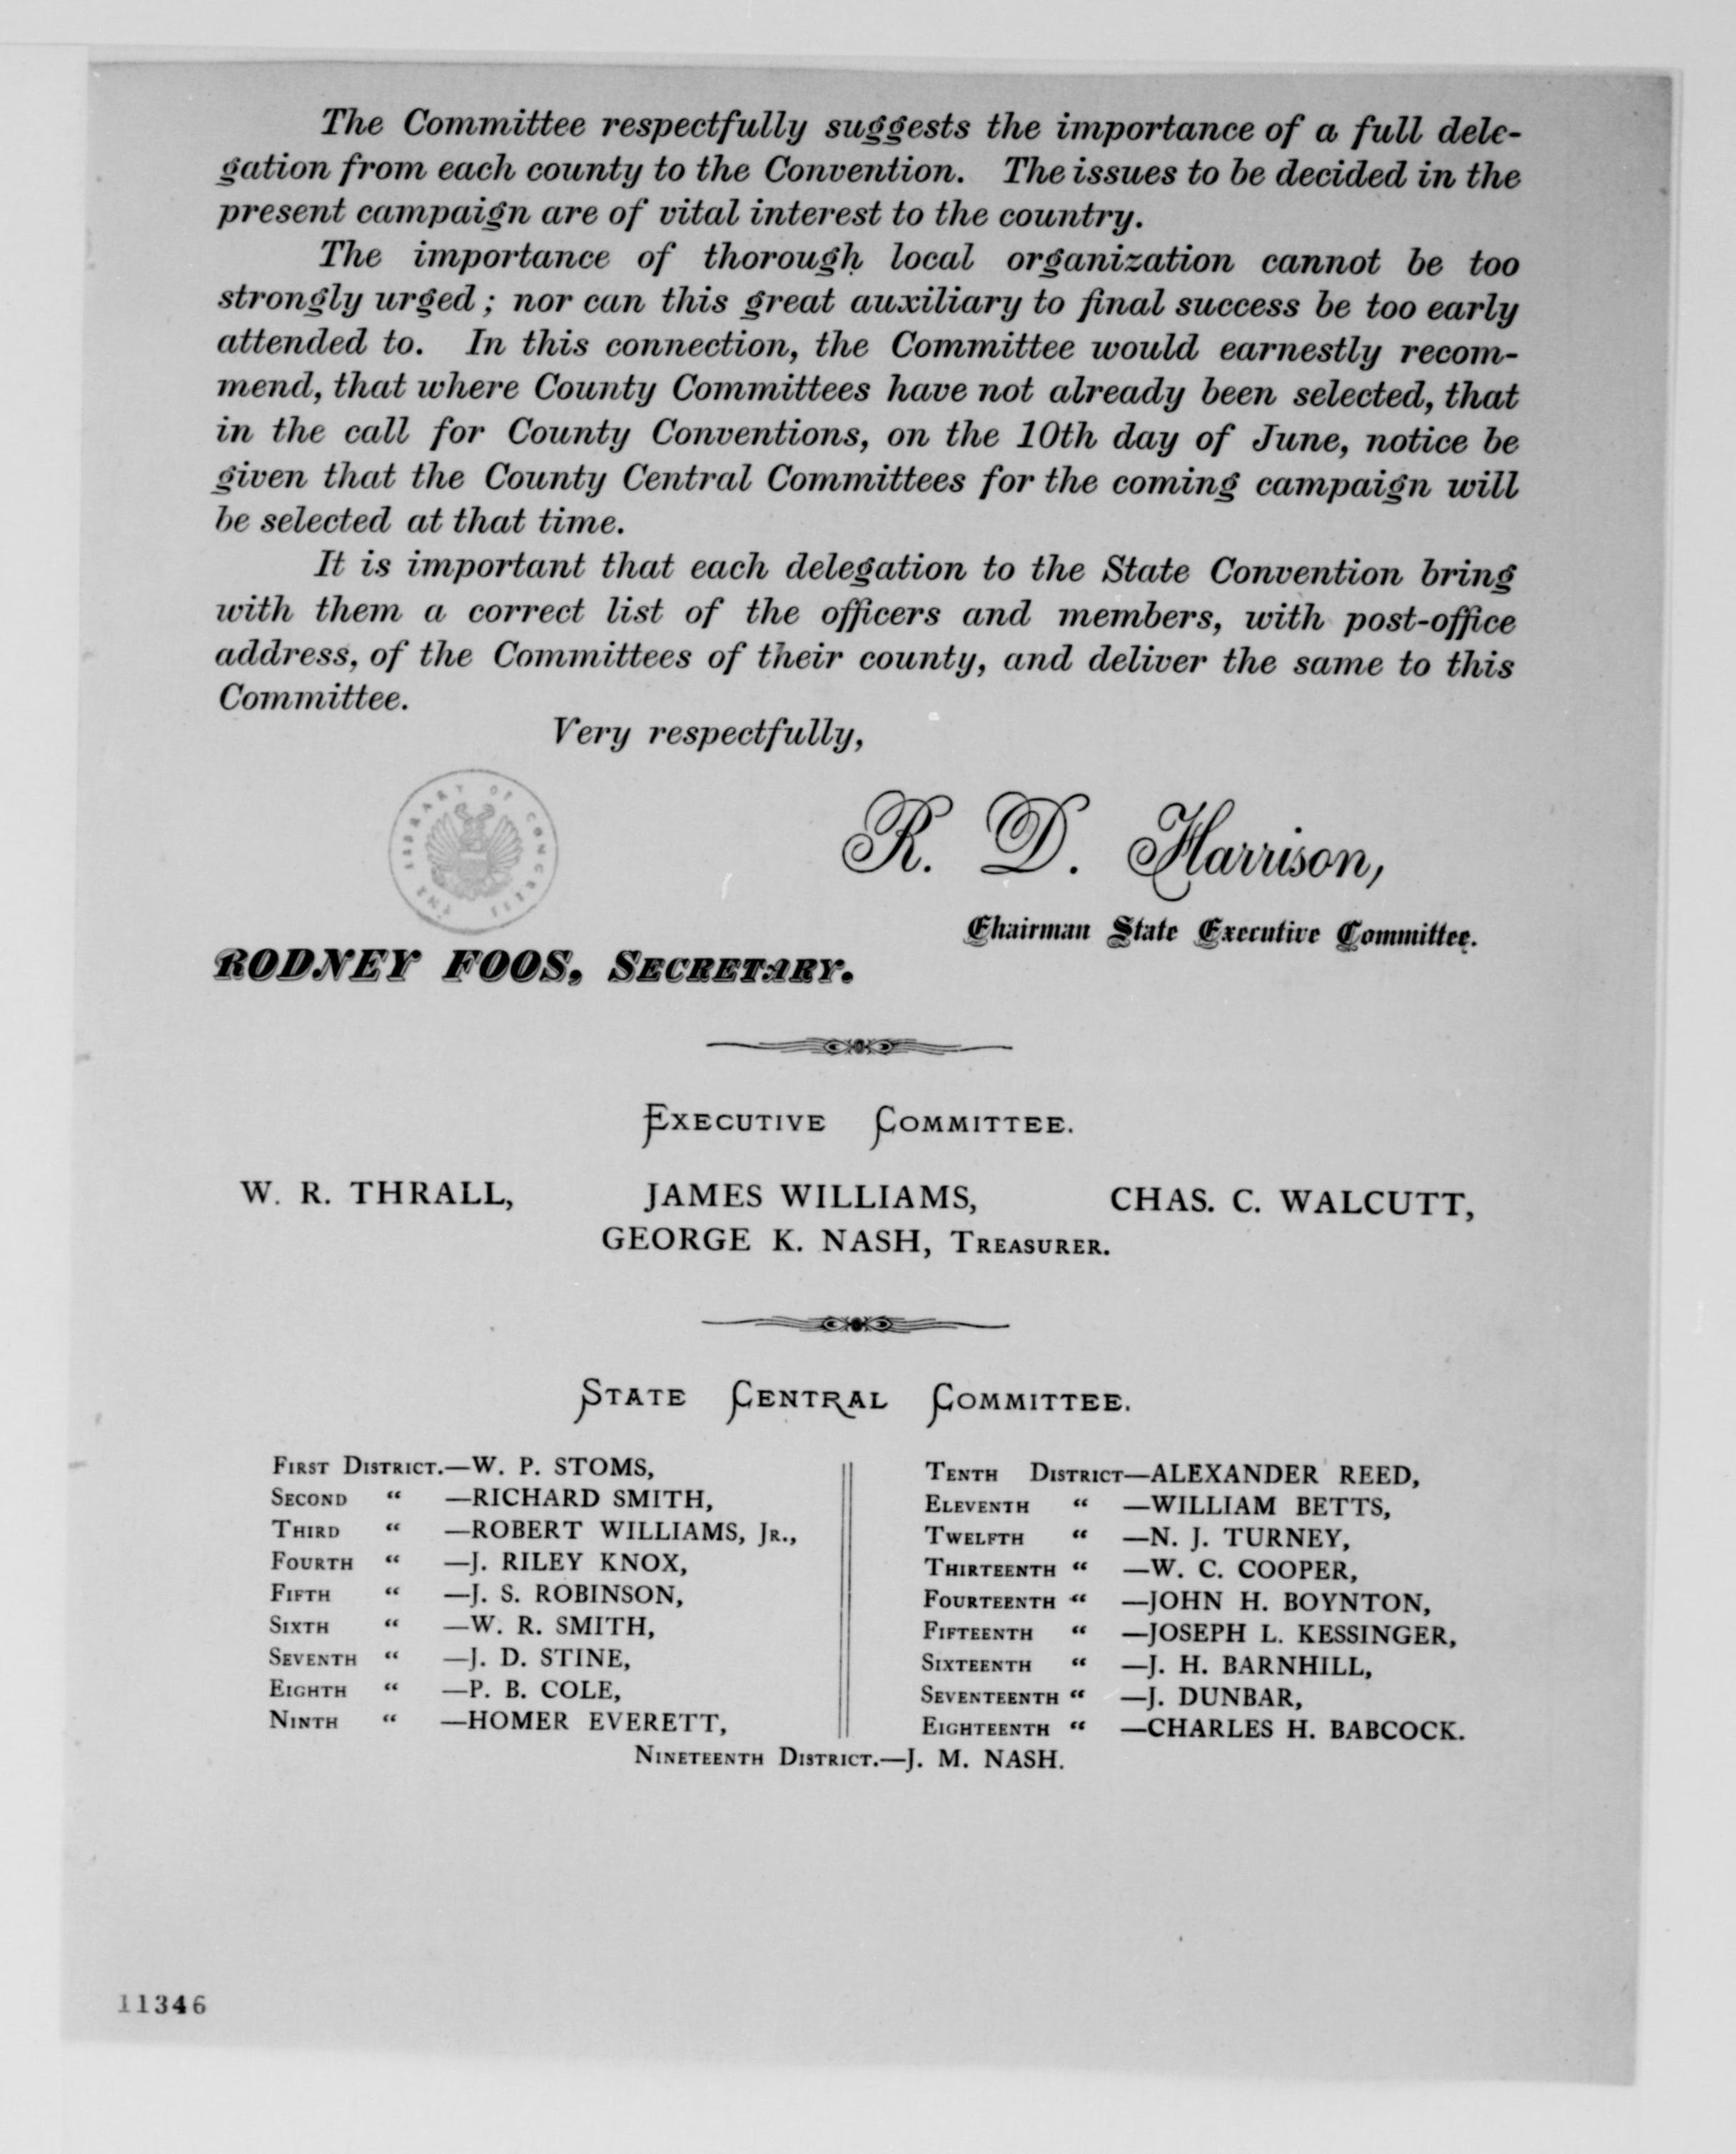 The Committee respectfully suggests the importance of a full dele-
gation from each county to the Convention. The issues to be decided in the
present campaign are of vital interest to the country.
The importance of thorough local organization cannot be too
strongly urged; nor can this great auxiliary to final success be too early
attended to. In this connection, the Committee would earnestly recom-
mend, that where County Committees have not already been selected, that
in the call for County Conventions, on the 10th day of June, notice be
given that the County Central Committees for the coming campaign will
be selected at that time.
It is important that each delegation to the State Convention bring
with them a correct list of the officers and members, with post-office
address, of the Committees of their county, and deliver the same to this
Committee.
Very respectfully,
THE LIBRARY OF CONGRESS
R. D. Harrison,
Chairman State Executive Committee.
RODNEY FOOS, SECRETARY.
EXECUTIVE COMMITTEE.
W. R. THRALL, JAMES WILLIAMS, CHAS. C. WALCUTT,
GEORGE K. NASH, TREASURER.
STATE CENTRAL COMMITTEE.
FIRST DISTRICT.—W. P. STOMS,
SECOND “ —RICHARD SMITH,
THIRD “ —ROBERT WILLIAMS, JR.,
FOURTH “ —J. RILEY KNOX,
FIFTH “ —J. S. ROBINSON,
SIXTH “ —W. R. SMITH,
SEVENTH “ —J. D. STINE,
EIGHTH “ —P. B. COLE,
NINTH “ —HOMER EVERETT,
TENTH DISTRICT—ALEXANDER REED,
ELEVENTH “ —WILLIAM BETTS,
TWELFTH “ —N. J. TURNEY,
THIRTEENTH “ —W. C. COOPER,
FOURTEENTH “ —JOHN H. BOYNTON,
FIFTEENTH “ —JOSEPH L. KESSINGER,
SIXTEENTH “ —J. H. BARNHILL,
SEVENTEENTH “ —J. DUNBAR,
EIGHTEENTH “ —CHARLES H. BABCOCK.
NINETEENTH DISTRICT.—J. M. NASH.
11346